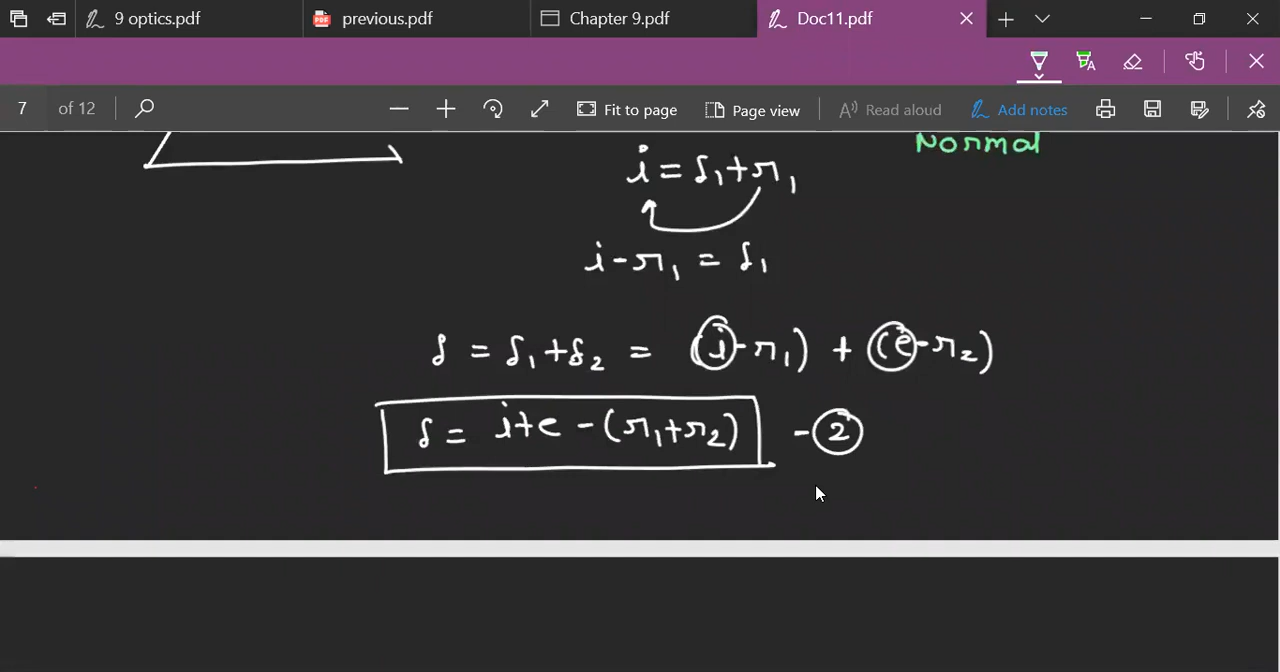 9 optics.pdf previous.pdf Chapter 9.pdf Doc11.pdf
7 of 12 Fit to page Page view Read aloud Add notes
Normal
i = δ₁+r₁
i-r₁ = δ₁
δ = δ₁+δ₂ = (i-r₁) + (e-r₂)
δ = i+e -(r₁+r₂) -②